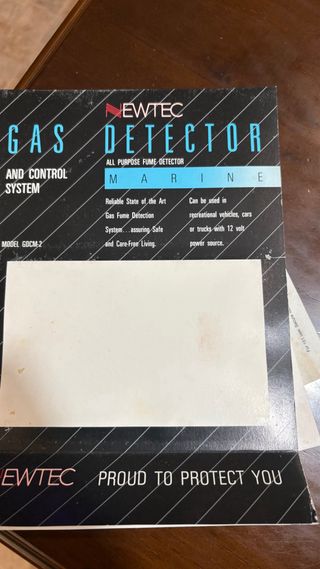 NEWTEC
GAS DETECTOR
ALL PURPOSE FUME DETECTOR
AND CONTROL
SYSTEM
MARINE
Reliable State of the Art
Gas Fume Detection
System...assuring Safe
and Care-Free Living.
Can be used in
recreational vehicles, cars
or trucks with 12 volt
power source.
MODEL GDCM-2
EWTEC PROUD TO PROTECT YOU